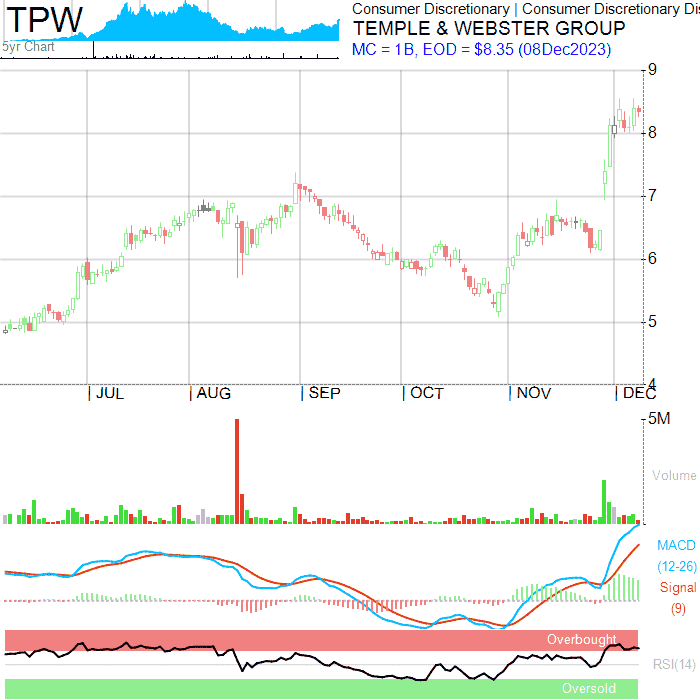 TPW
5yr Chart
Consumer Discretionary | Consumer Discretionary Dis
TEMPLE & WEBSTER GROUP
MC = 1B, EOD = $8.35 (08Dec2023)
9
8
7
6
5
4
| JUL | AUG | SEP | OCT | NOV | DEC
5M
Volume
MACD
(12-26)
Signal
(9)
Overbought
RSI(14)
Oversold